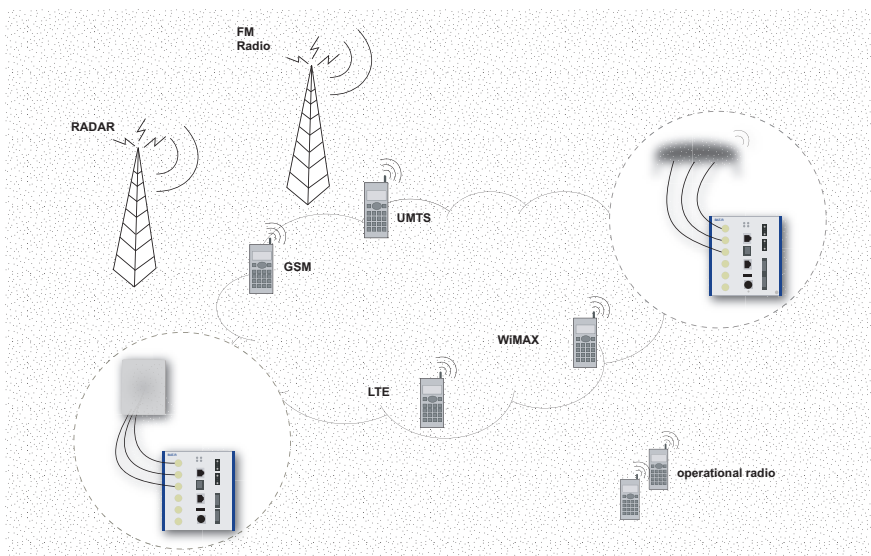 FM
Radio
RADAR
UMTS
GSM
WiMAX
LTE
operational radio